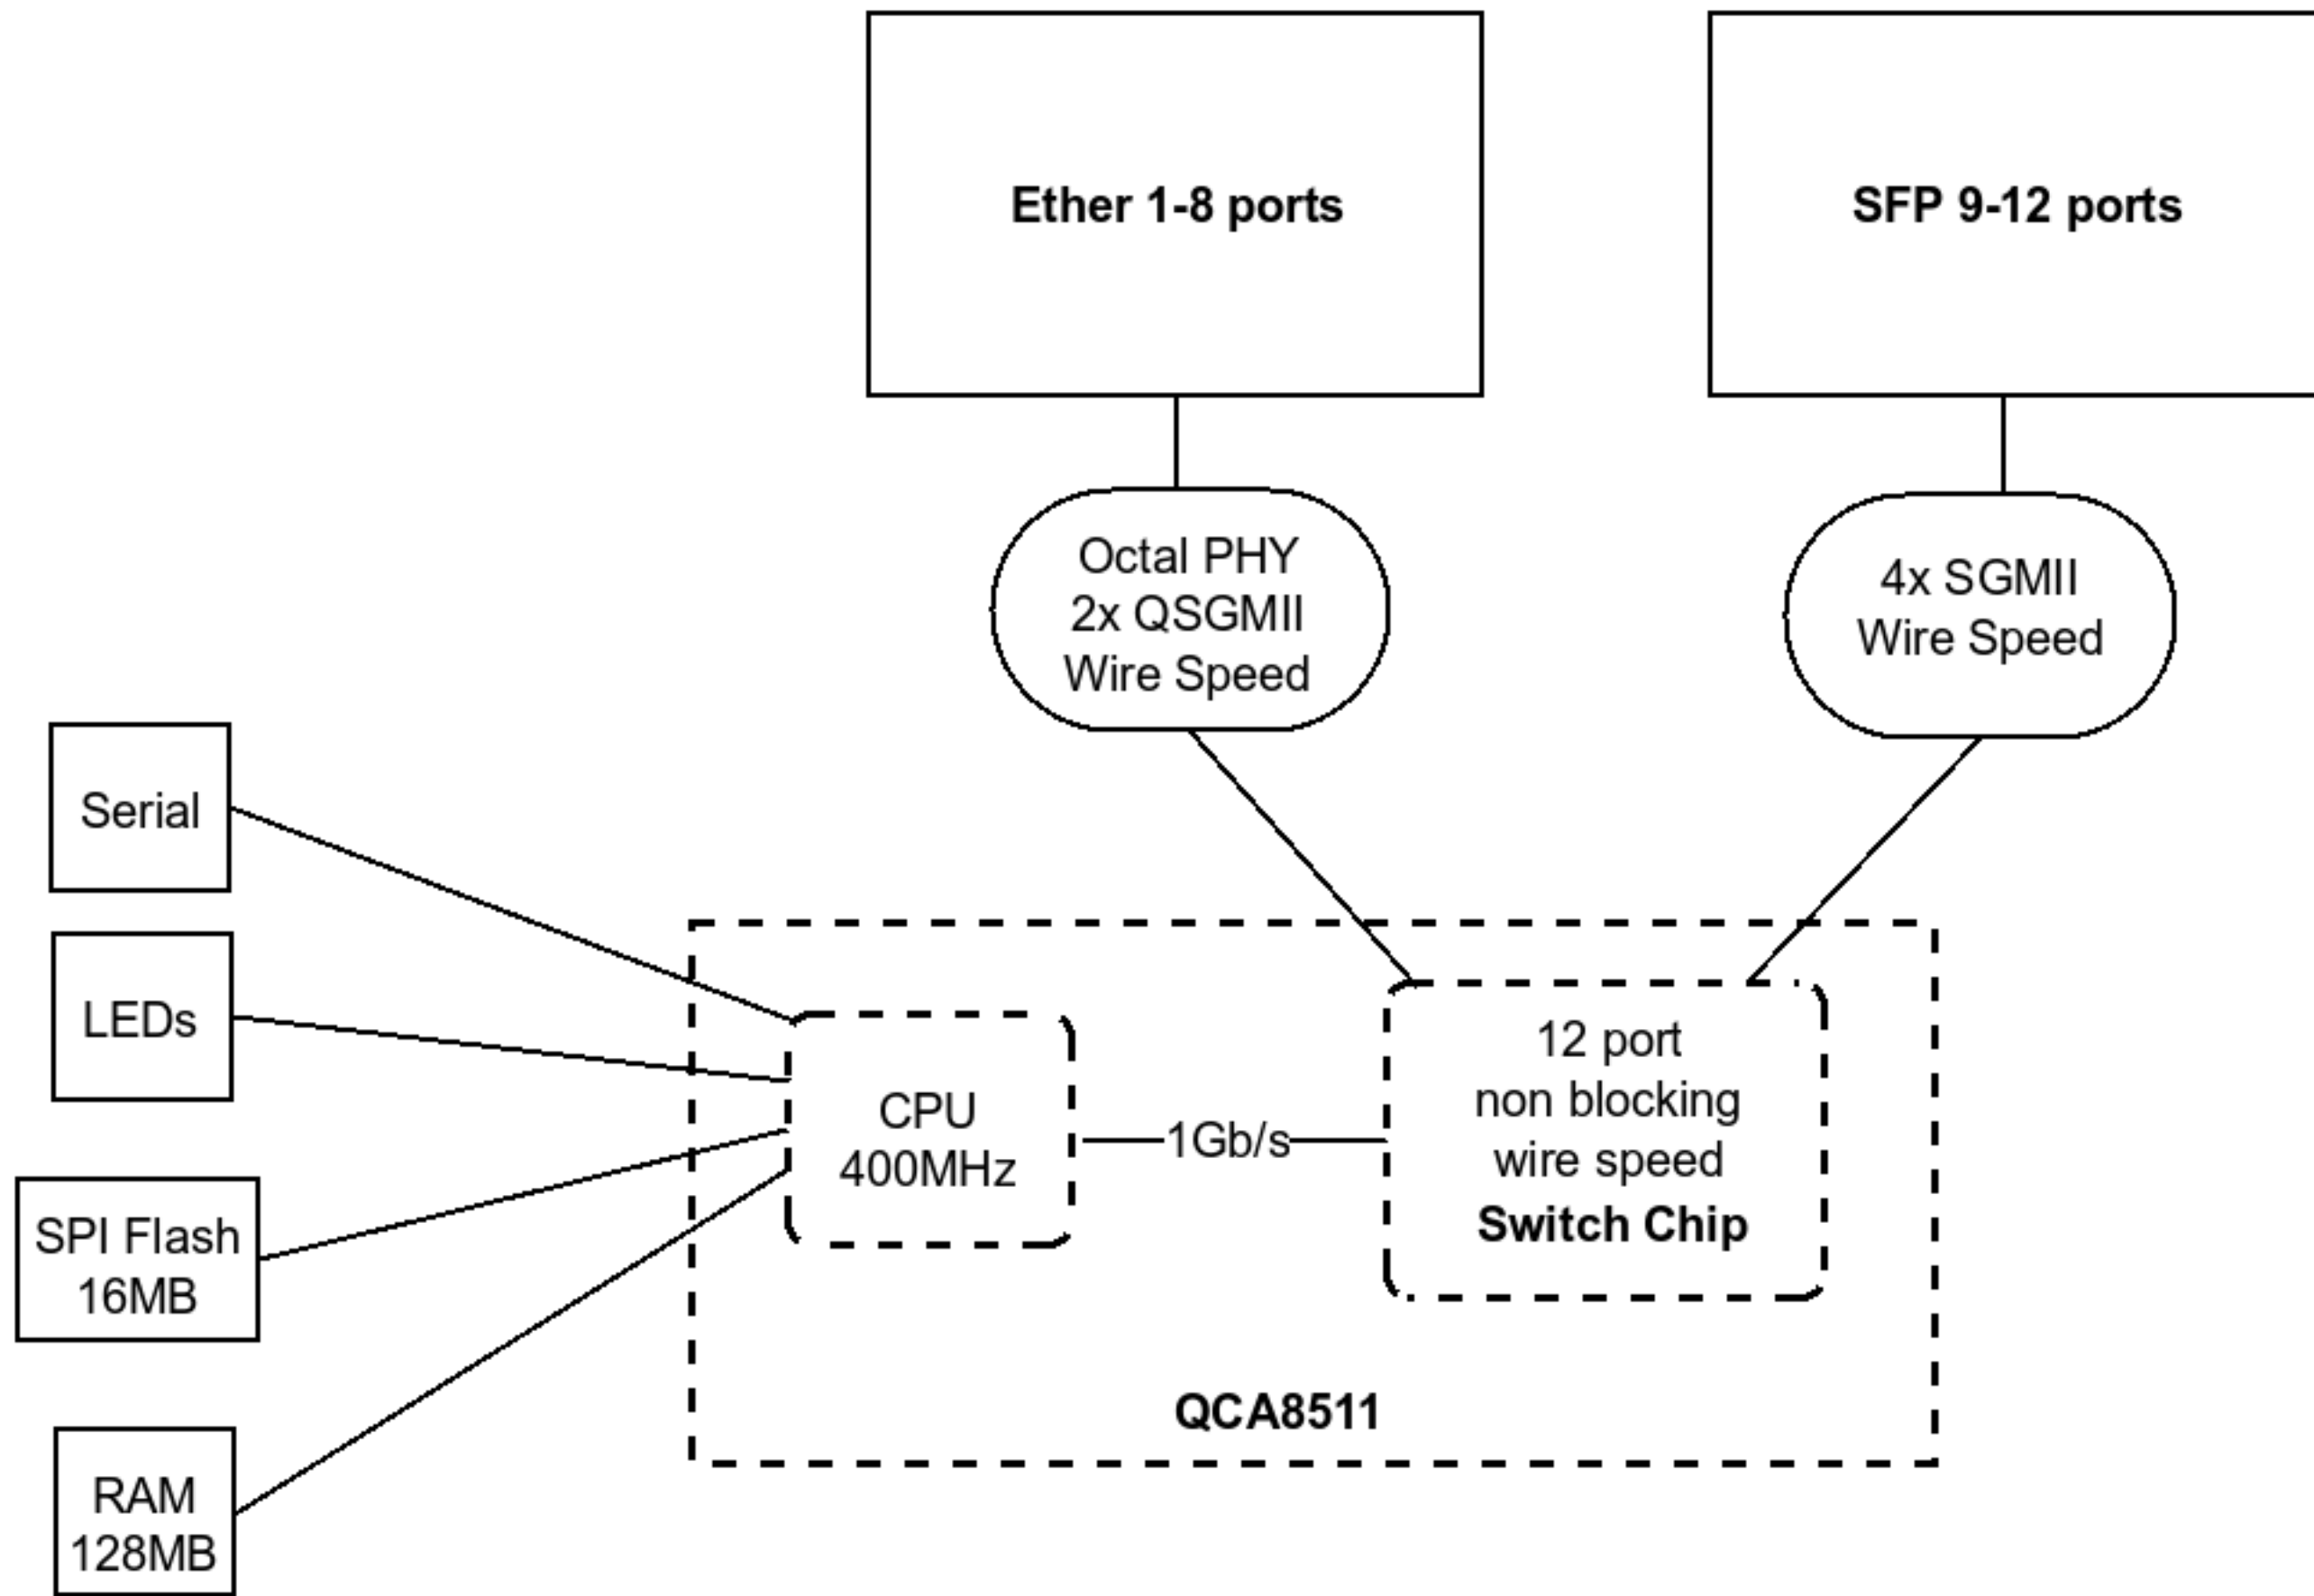 Ether 1-8 ports
SFP 9-12 ports
Octal PHY
2x QSGMII
Wire Speed
4x SGMII
Wire Speed
Serial
LEDs
SPI Flash
16MB
RAM
128MB
CPU
400MHz
1Gb/s
12 port
non blocking
wire speed
Switch Chip
QCA8511